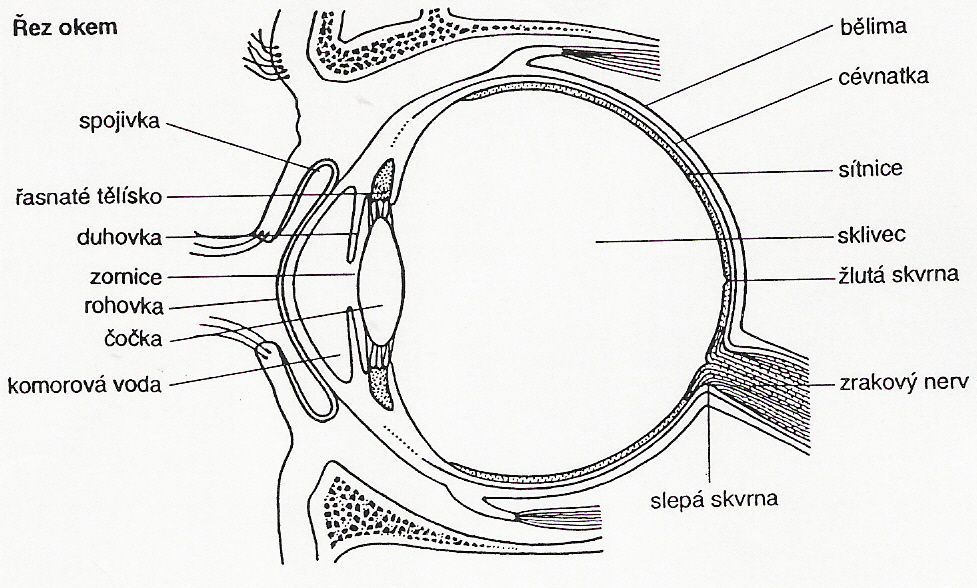 Řez okem
spojivka
řasnaté tělísko
duhovka
zornice
rohovka
čočka
komorová voda
bělima
cévnatka
sítnice
sklivec
žlutá skvrna
zrakový nerv
slepá skvrna